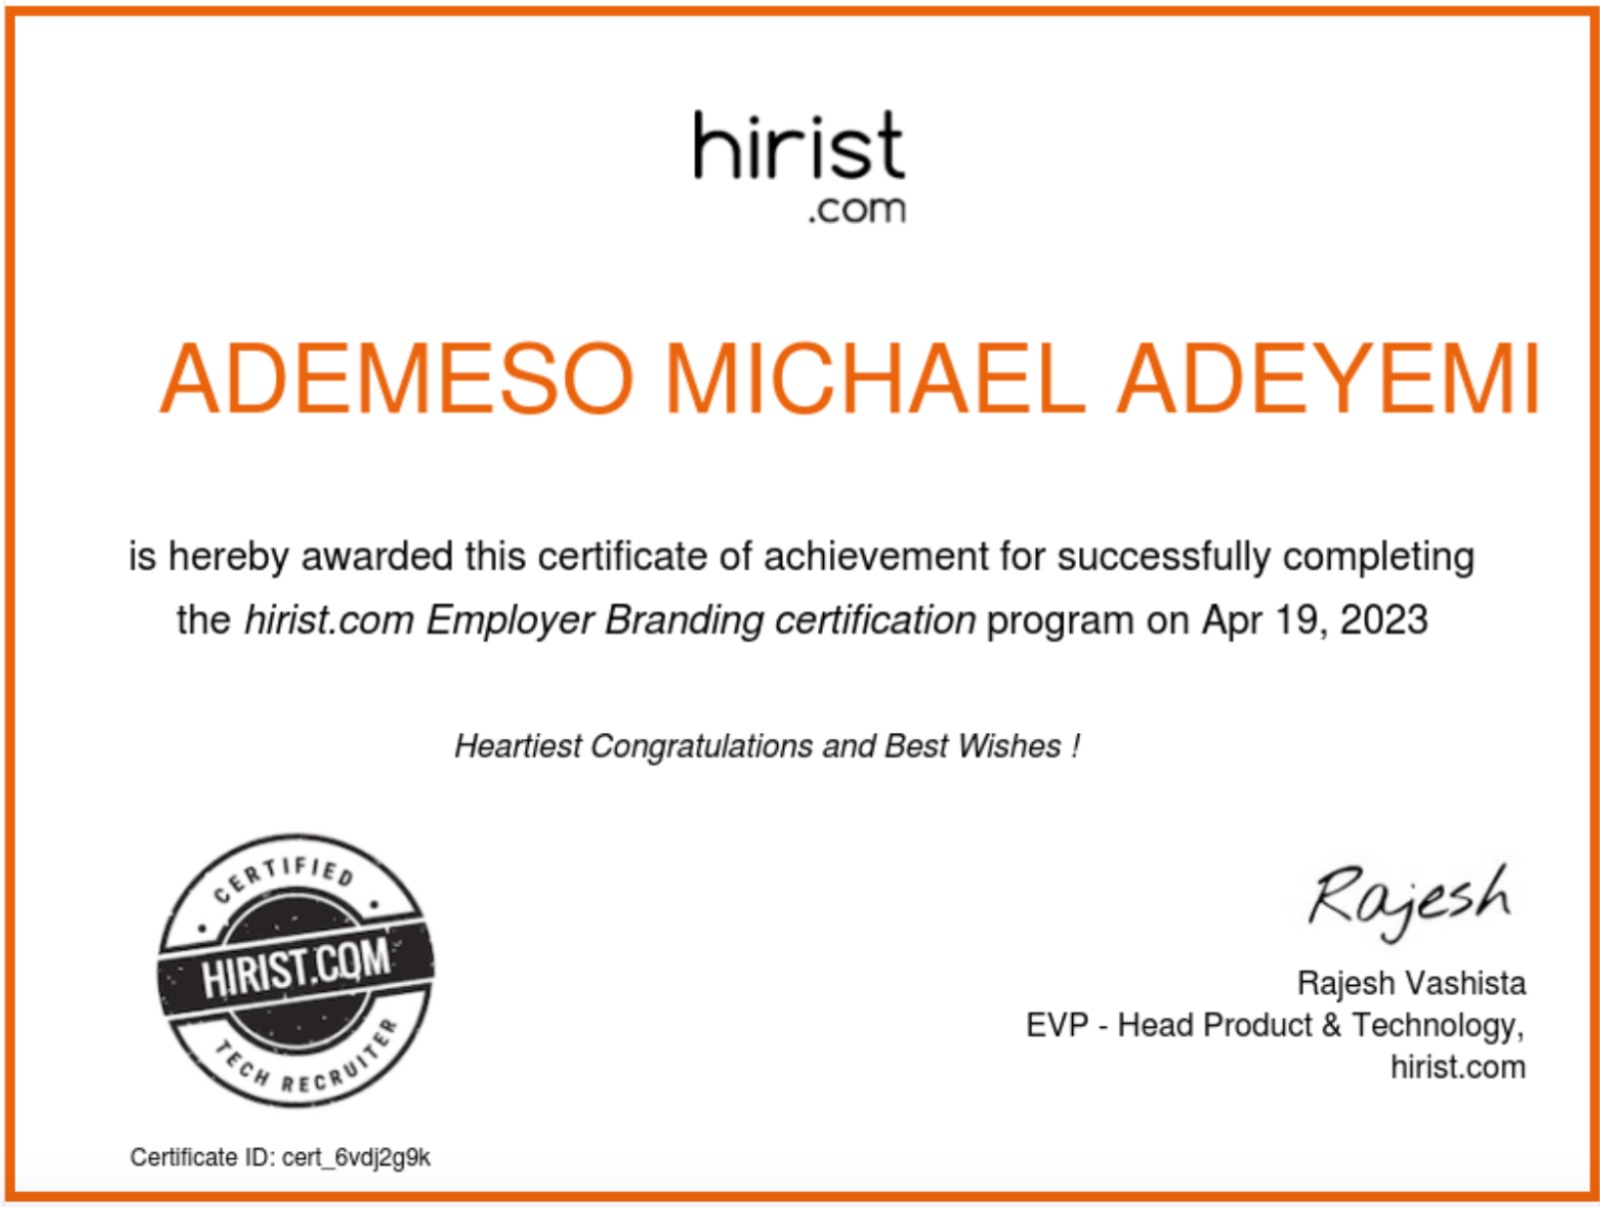 hirist
.com
ADEMESO MICHAEL ADEYEMI
is hereby awarded this certificate of achievement for successfully completing
the hirist.com Employer Branding certification program on Apr 19, 2023
Heartiest Congratulations and Best Wishes !
CERTIFIED
HIRIST.COM
TECH RECRUITER
Rajesh
Rajesh Vashista
EVP - Head Product & Technology,
hirist.com
Certificate ID: cert_6vdj2g9k